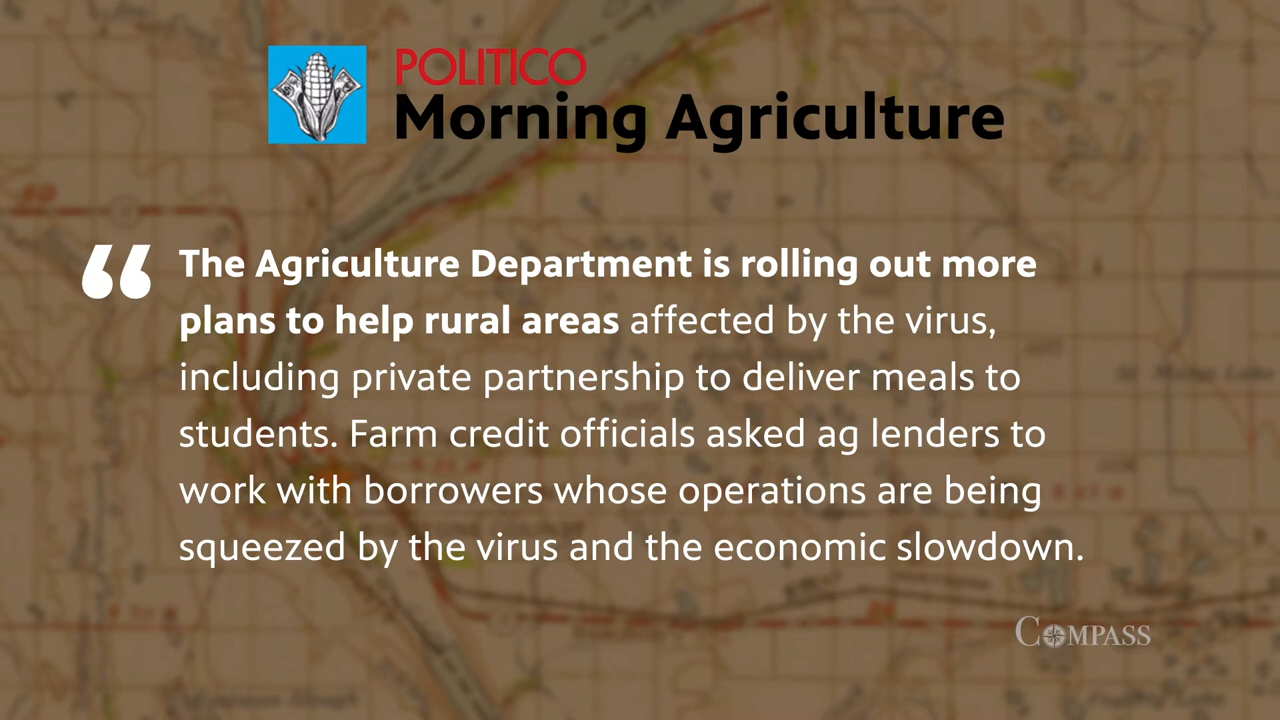 POLITICO
Morning Agriculture
“ The Agriculture Department is rolling out more
plans to help rural areas affected by the virus,
including private partnership to deliver meals to
students. Farm credit officials asked ag lenders to
work with borrowers whose operations are being
squeezed by the virus and the economic slowdown.
COMPASS